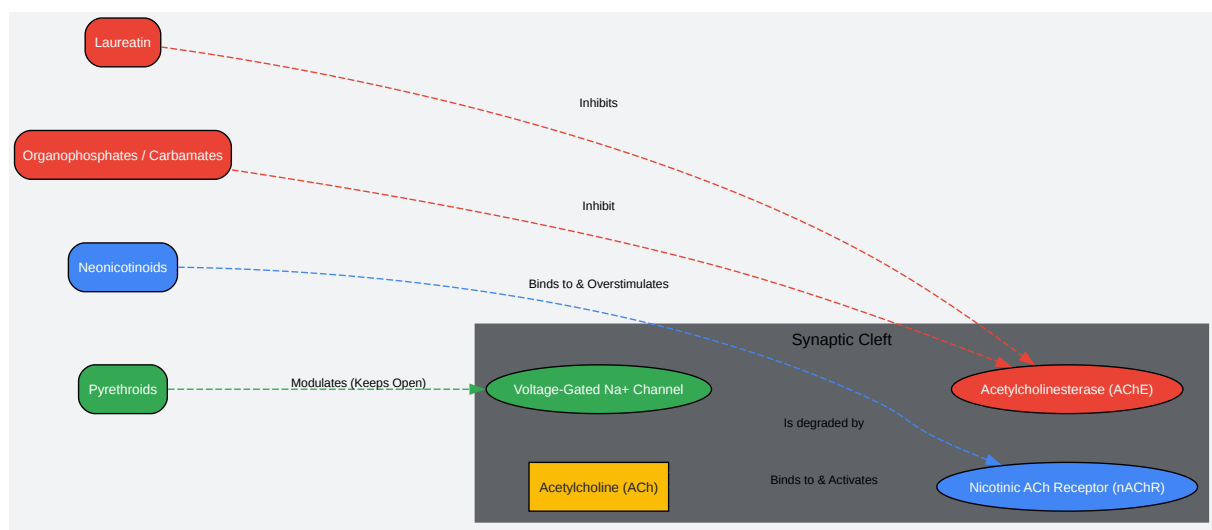 Laureatin
Inhibits
Organophosphates / Carbamates
Inhibit
Neonicotinoids
Binds to & Overstimulates
Synaptic Cleft
Pyrethroids
Modulates (Keeps Open)
Voltage-Gated Na+ Channel
Acetylcholinesterase (AChE)
Is degraded by
Acetylcholine (ACh)
Binds to & Activates
Nicotinic ACh Receptor (nAChR)